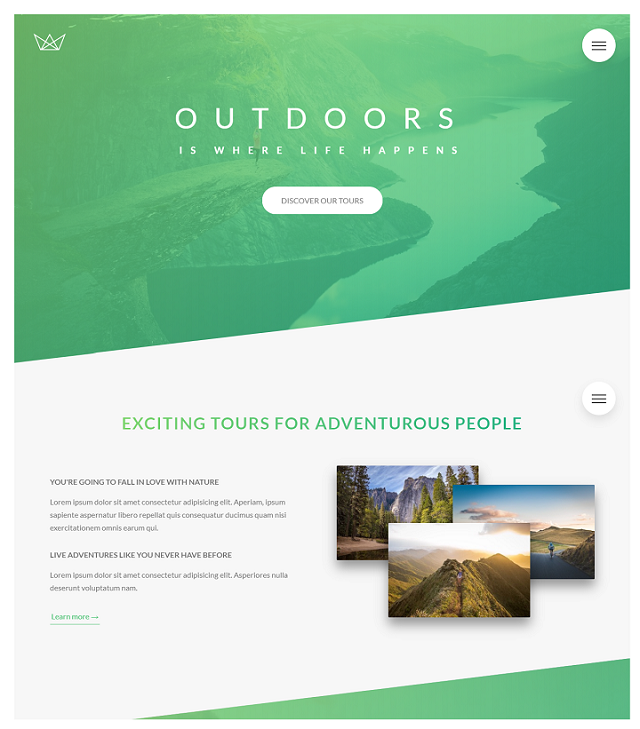 OUTDOORS
IS WHERE LIFE HAPPENS
DISCOVER OUR TOURS
EXCITING TOURS FOR ADVENTUROUS PEOPLE
YOU'RE GOING TO FALL IN LOVE WITH NATURE
Lorem ipsum dolor sit amet consectetur adipisicing elit. Aperiam, ipsum
sapiente aspernatur libero repellat quis consequatur ducimus quam nisi
exercitationem omnis earum qui.
LIVE ADVENTURES LIKE YOU NEVER HAVE BEFORE
Lorem ipsum dolor sit amet consectetur adipisicing elit. Asperiores nulla
deserunt voluptatum nam.
Learn more →